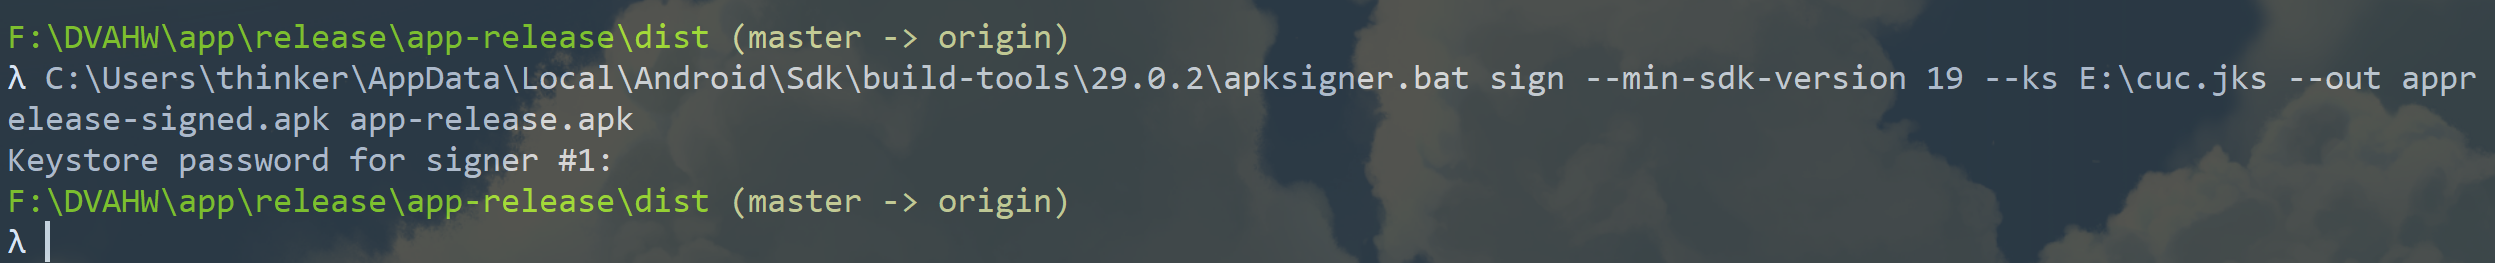 F:\DVAHW\app\release\app-release\dist (master -> origin)
λ C:\Users\thinker\AppData\Local\Android\Sdk\build-tools\29.0.2\apksigner.bat sign --min-sdk-version 19 --ks E:\cuc.jks --out appr
elease-signed.apk app-release.apk
Keystore password for signer #1:
F:\DVAHW\app\release\app-release\dist (master -> origin)
λ